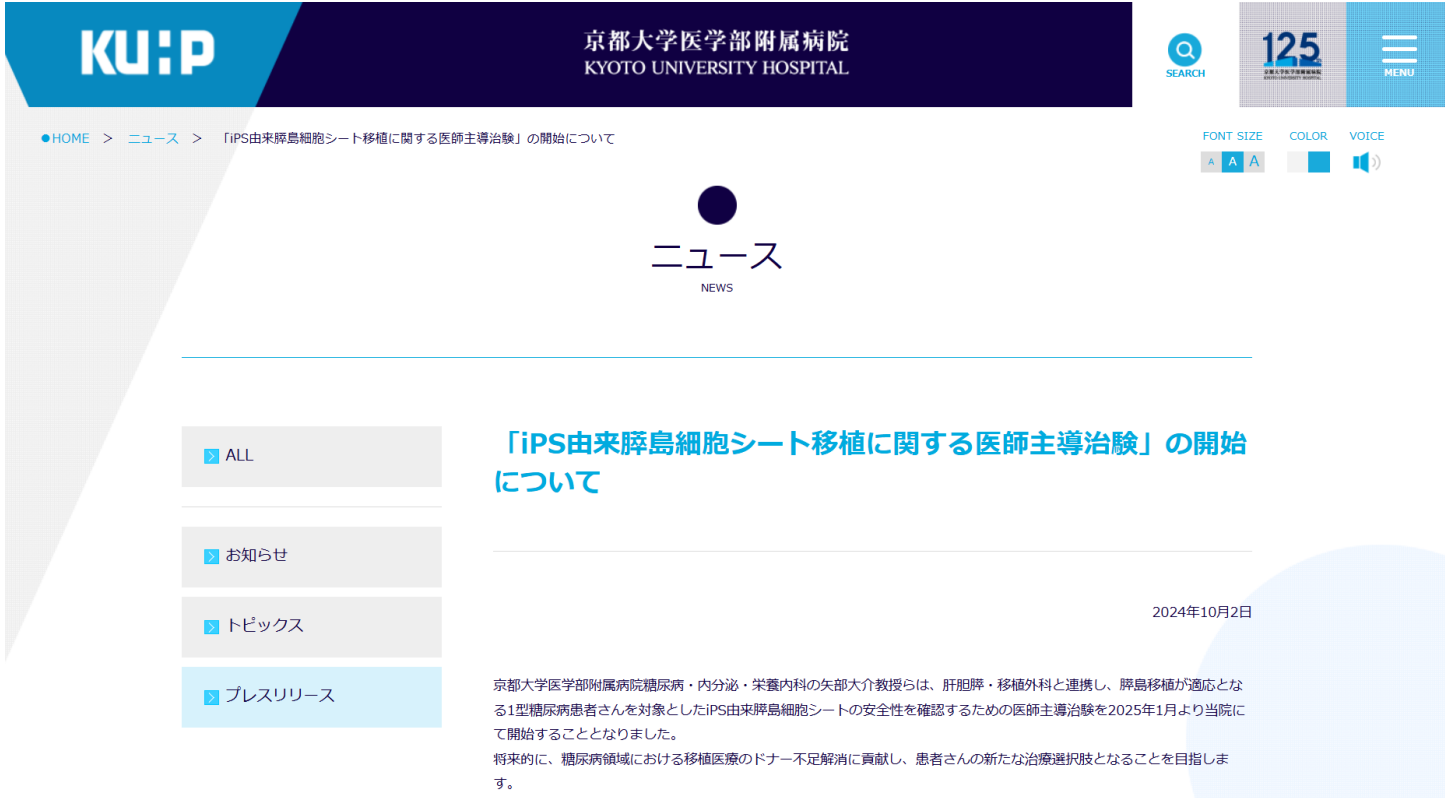 KU:P
京都大学医学部附属病院
KYOTO UNIVERSITY HOSPITAL
SEARCH
125
MENU
●HOME > ニュース > 「iPS由来膵島細胞シート移植に関する医師主導治験」の開始について
FONT SIZE COLOR VOICE
A A A
ニュース
NEWS
ALL
お知らせ
トピックス
プレスリリース
「iPS由来膵島細胞シート移植に関する医師主導治験」の開始
について
2024年10月2日
京都大学医学部附属病院糖尿病・内分泌・栄養内科の矢部大介教授らは、肝胆膵・移植外科と連携し、膵島移植が適応とな
る1型糖尿病患者さんを対象としたiPS由来膵島細胞シートの安全性を確認するための医師主導治験を2025年1月より当院に
て開始することとなりました。
将来的に、糖尿病領域における移植医療のドナー不足解消に貢献し、患者さんの新たな治療選択肢となることを目指しま
す。